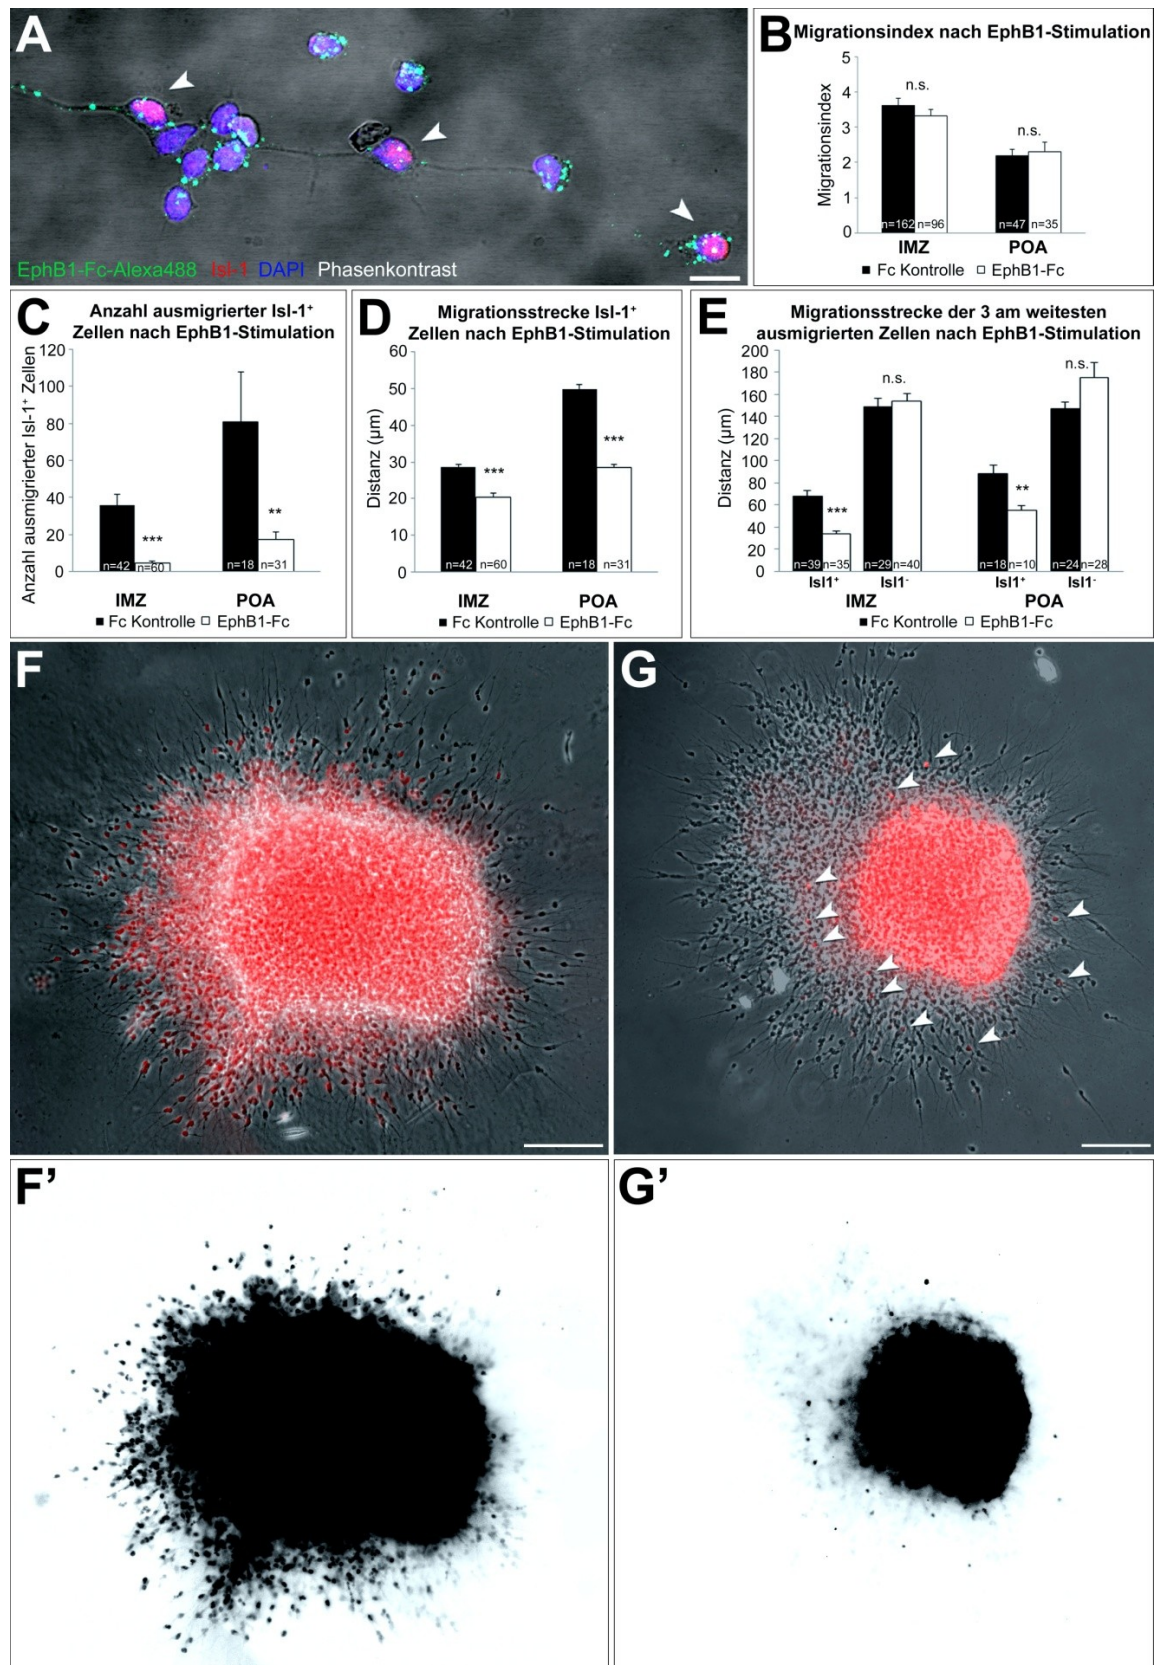 A
EphB1-Fc-Alexa488 Isl-1 DAPI Phasenkontrast
B Migrationsindex nach EphB1-Stimulation
Migrationsindex
5
4
3
2
1
0
n.s.
n.s.
n=162 n=96 n=47 n=35
IMZ POA
■ Fc Kontrolle □ EphB1-Fc
C Anzahl ausmigrierter Isl-1⁺
Zellen nach EphB1-Stimulation
Anzahl ausmigrierter Isl-1⁺ Zellen
120
100
80
60
40
20
0
***
**
n=42 n=60 n=18 n=31
IMZ POA
■ Fc Kontrolle □ EphB1-Fc
D Migrationsstrecke Isl-1⁺
Zellen nach EphB1-Stimulation
Distanz (µm)
60
50
40
30
20
10
0
***
***
n=42 n=60 n=18 n=31
IMZ POA
■ Fc Kontrolle □ EphB1-Fc
E Migrationsstrecke der 3 am weitesten
ausmigrierten Zellen nach EphB1-Stimulation
Distanz (µm)
200
180
160
140
120
100
80
60
40
20
0
***
n.s.
**
n.s.
n=39 n=35 n=29 n=40 n=18 n=10 n=24 n=28
Isl1⁺ Isl1⁻ Isl1⁺ Isl1⁻
IMZ POA
■ Fc Kontrolle □ EphB1-Fc
F
G
F'
G'